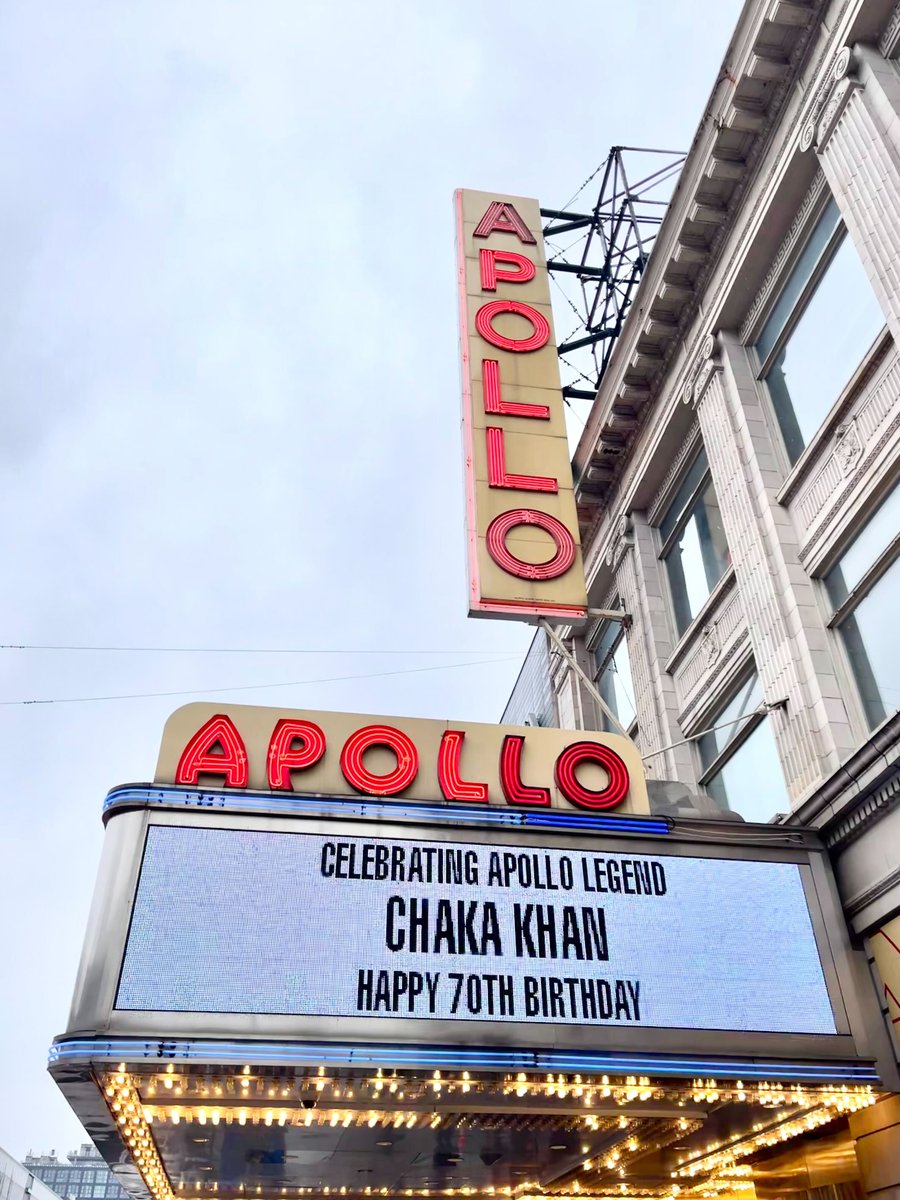 APOLLO
APOLLO
CELEBRATING APOLLO LEGEND
CHAKA KHAN
HAPPY 70TH BIRTHDAY